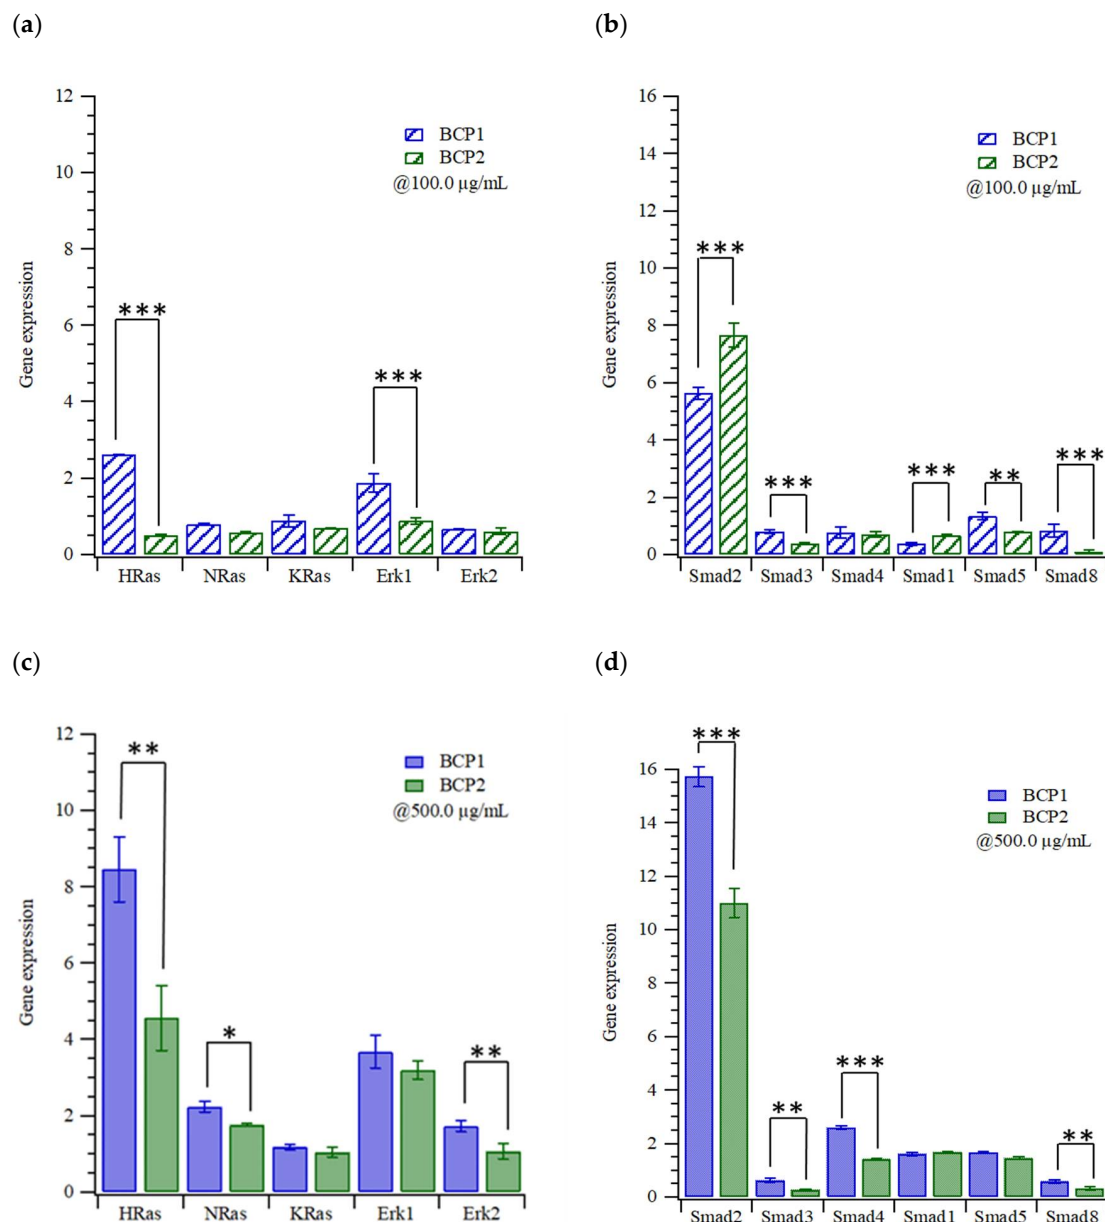 (a)
12
10
8
6
4
2
0
Gene expression
BCP1
BCP2
@100.0 µg/mL
***
***
HRas NRas KRas Erk1 Erk2
(b)
16
14
12
10
8
6
4
2
0
Gene expression
BCP1
BCP2
@100.0 µg/mL
***
***
***
**
***
Smad2 Smad3 Smad4 Smad1 Smad5 Smad8
(c)
12
10
8
6
4
2
0
Gene expression
BCP1
BCP2
@500.0 µg/mL
**
*
**
HRas NRas KRas Erk1 Erk2
(d)
16
14
12
10
8
6
4
2
0
Gene expression
BCP1
BCP2
@500.0 µg/mL
***
**
***
**
Smad2 Smad3 Smad4 Smad1 Smad5 Smad8